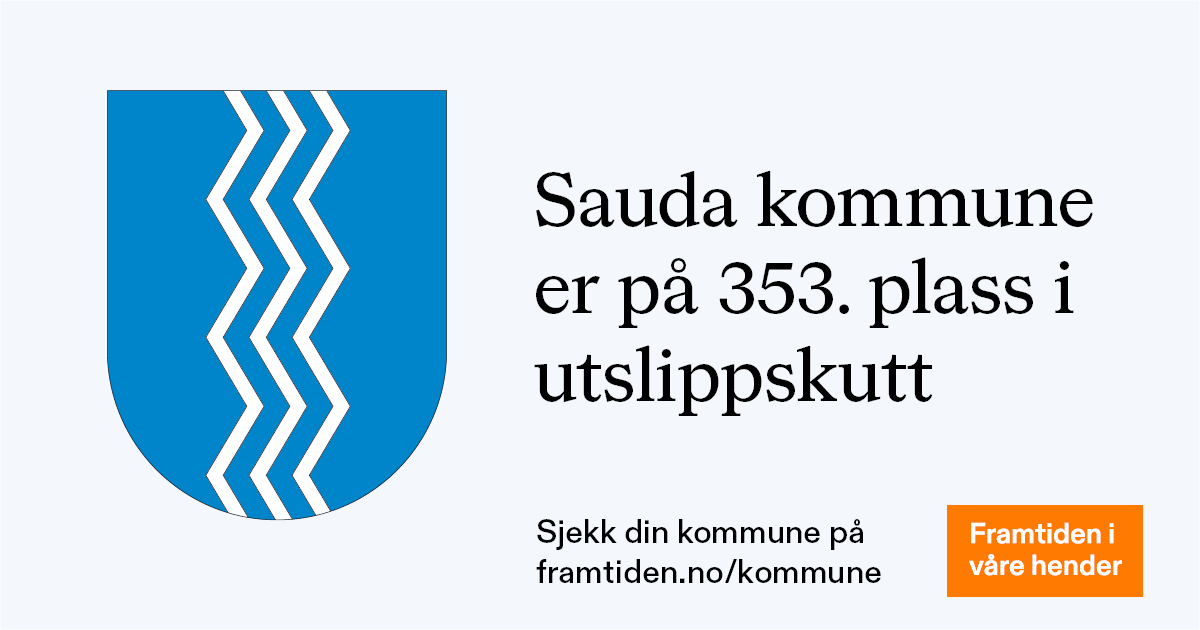 Sauda kommune
er på 353. plass i
utslippskutt
Sjekk din kommune på
framtiden.no/kommune
Framtiden i
våre hender